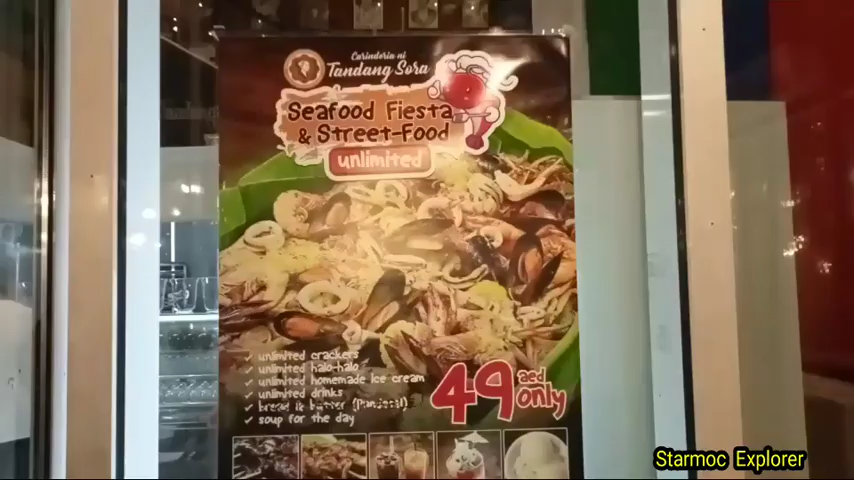 Carinderia ni
Tandang Sora
Seafood Fiesta
& Street-Food
unlimited
✓ unlimited crackers
✓ unlimited halo-halo
✓ unlimited homemade ice cream
✓ unlimited drinks
✓ bread & butter (Pandesal)
✓ soup for the day
49 aed
only
Starmoc Explorer